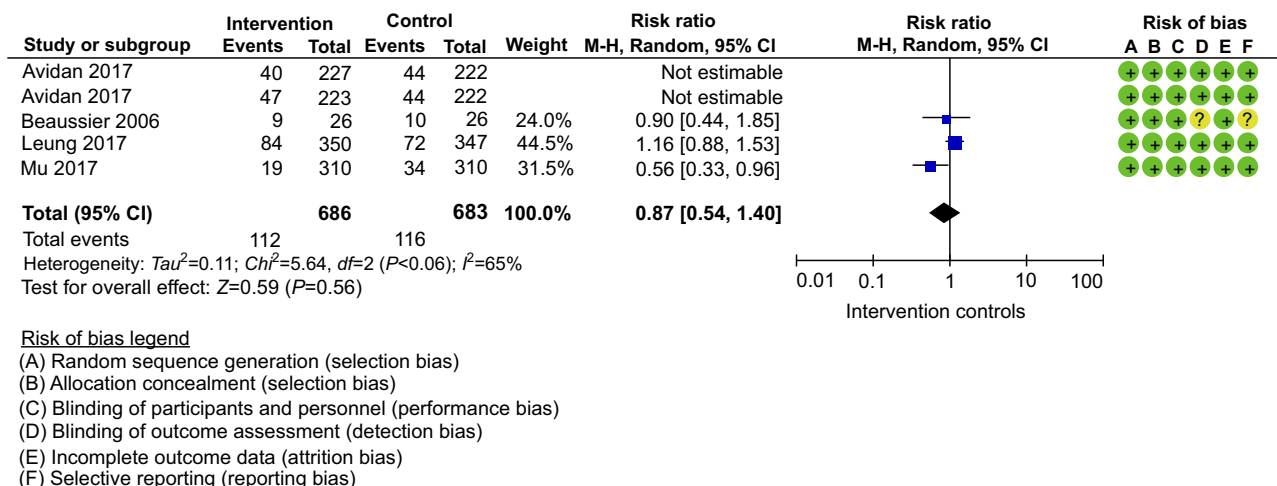 Intervention Control Risk ratio Risk ratio Risk of bias
Study or subgroup Events Total Events Total Weight M-H, Random, 95% CI M-H, Random, 95% CI A B C D E F
Avidan 2017 40 227 44 222 Not estimable + + + + + +
Avidan 2017 47 223 44 222 Not estimable + + + + + +
Beaussier 2006 9 26 10 26 24.0% 0.90 [0.44, 1.85] + + + ? + ?
Leung 2017 84 350 72 347 44.5% 1.16 [0.88, 1.53] + + + + + +
Mu 2017 19 310 34 310 31.5% 0.56 [0.33, 0.96] + + + + + +
Total (95% CI) 686 683 100.0% 0.87 [0.54, 1.40]
Total events 112 116
Heterogeneity: Tau²=0.11; Chi²=5.64, df=2 (P<0.06); I²=65%
Test for overall effect: Z=0.59 (P=0.56)
0.01 0.1 1 10 100
Intervention controls
Risk of bias legend
(A) Random sequence generation (selection bias)
(B) Allocation concealment (selection bias)
(C) Blinding of participants and personnel (performance bias)
(D) Blinding of outcome assessment (detection bias)
(E) Incomplete outcome data (attrition bias)
(F) Selective reporting (reporting bias)